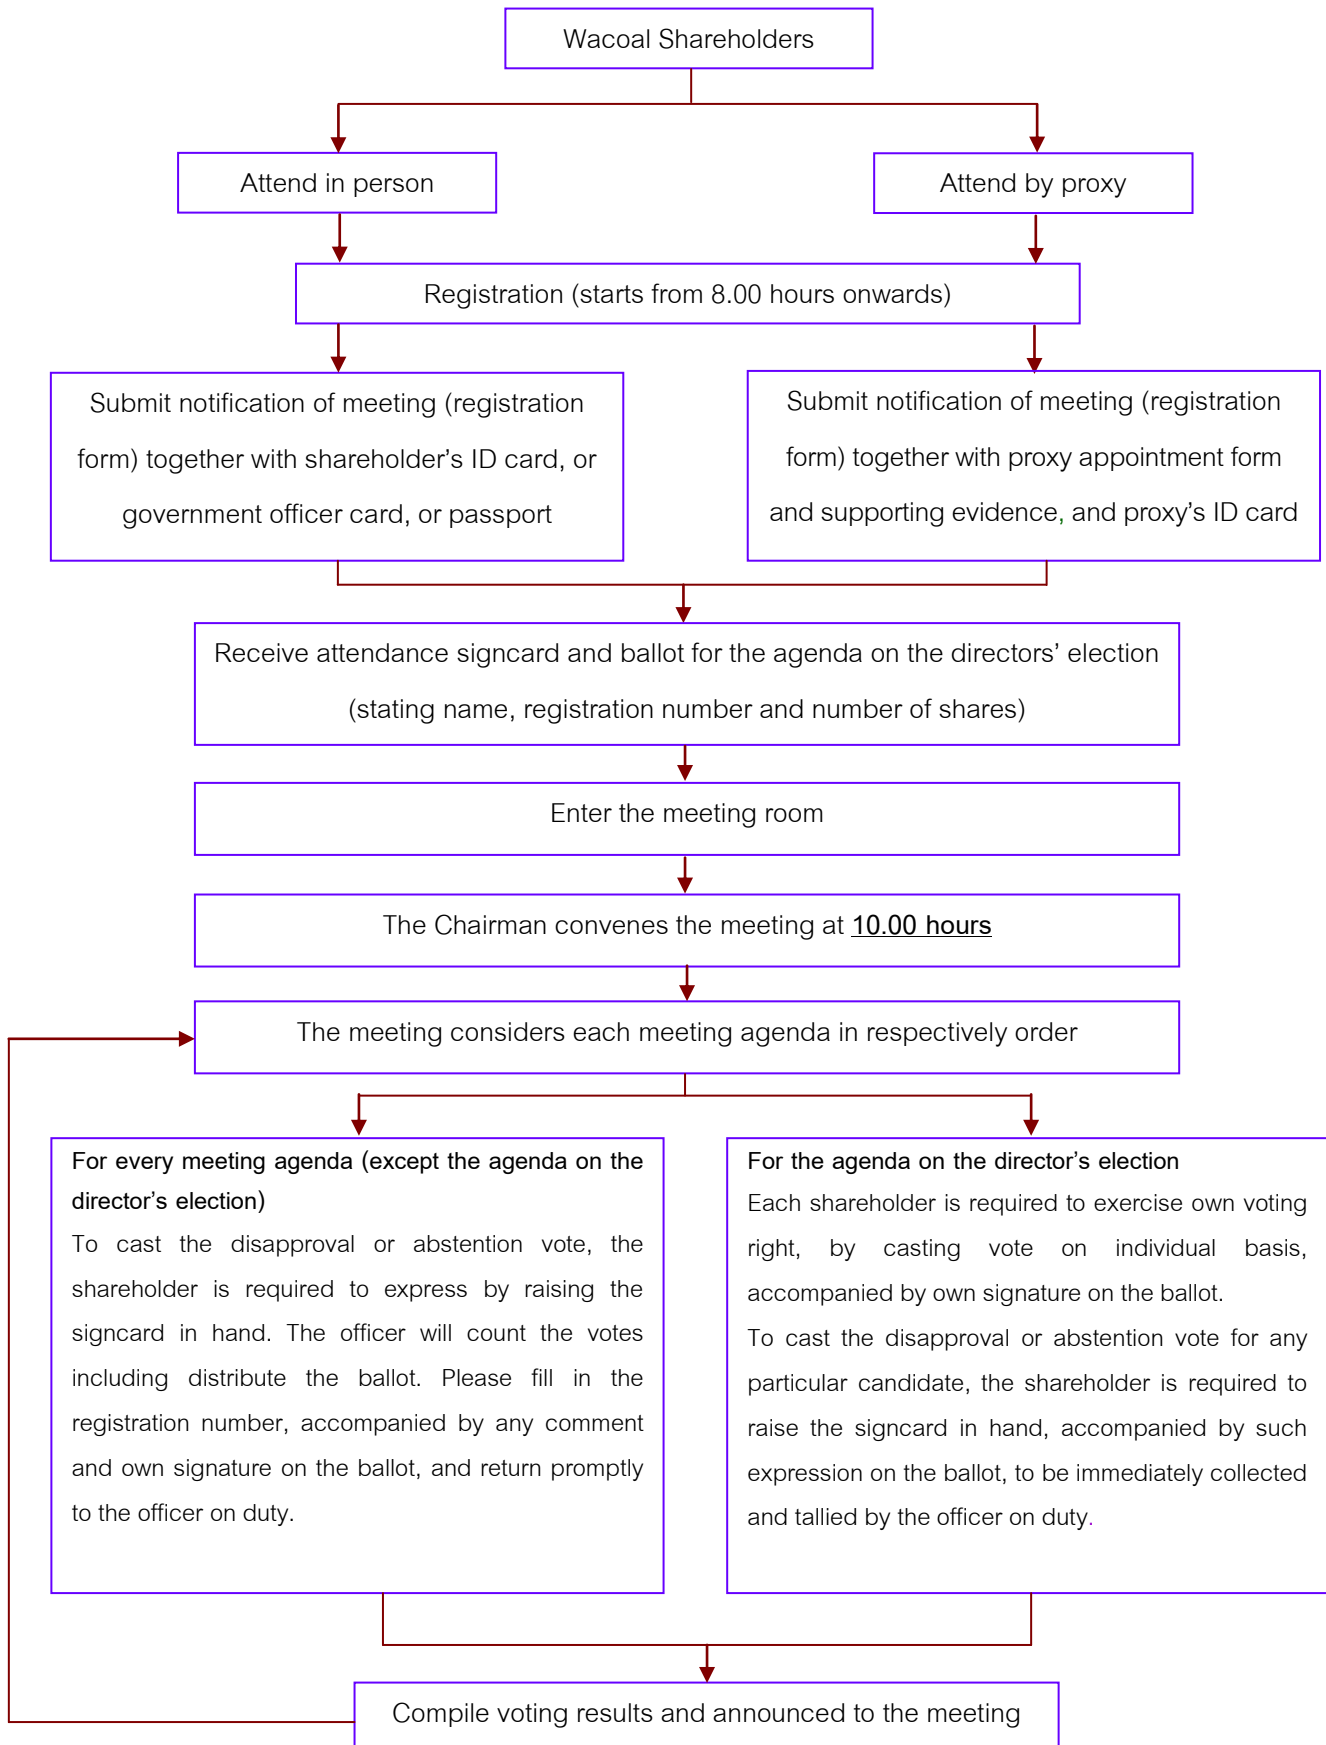 Wacoal Shareholders
Attend in person
Attend by proxy
Registration (starts from 8.00 hours onwards)
Submit notification of meeting (registration
form) together with shareholder's ID card, or
government officer card, or passport
Submit notification of meeting (registration
form) together with proxy appointment form
and supporting evidence, and proxy's ID card
Receive attendance signcard and ballot for the agenda on the directors' election
(stating name, registration number and number of shares)
Enter the meeting room
The Chairman convenes the meeting at 10.00 hours
The meeting considers each meeting agenda in respectively order
For every meeting agenda (except the agenda on the
director's election)
To cast the disapproval or abstention vote, the
shareholder is required to express by raising the
signcard in hand. The officer will count the votes
including distribute the ballot. Please fill in the
registration number, accompanied by any comment
and own signature on the ballot, and return promptly
to the officer on duty.
For the agenda on the director's election
Each shareholder is required to exercise own voting
right, by casting vote on individual basis,
accompanied by own signature on the ballot.
To cast the disapproval or abstention vote for any
particular candidate, the shareholder is required to
raise the signcard in hand, accompanied by such
expression on the ballot, to be immediately collected
and tallied by the officer on duty.
Compile voting results and announced to the meeting